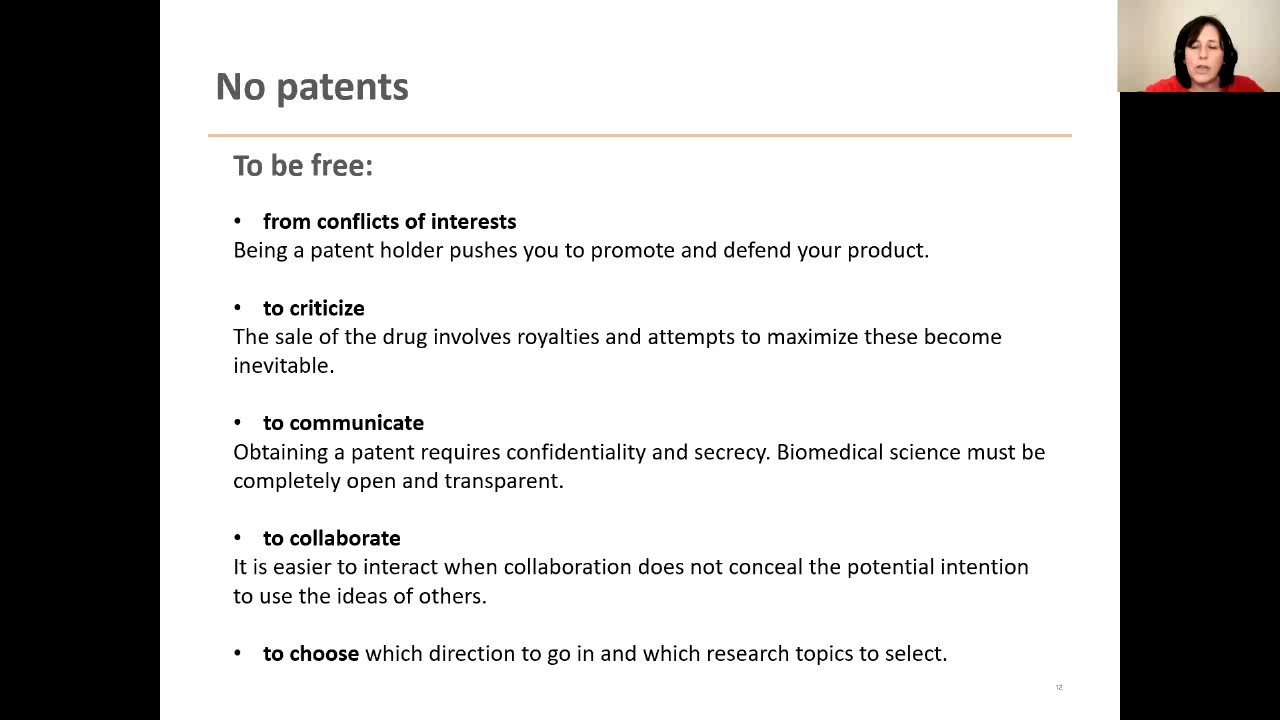 No patents
To be free:
• from conflicts of interests
Being a patent holder pushes you to promote and defend your product.
• to criticize
The sale of the drug involves royalties and attempts to maximize these become
inevitable.
• to communicate
Obtaining a patent requires confidentiality and secrecy. Biomedical science must be
completely open and transparent.
• to collaborate
It is easier to interact when collaboration does not conceal the potential intention
to use the ideas of others.
• to choose which direction to go in and which research topics to select.
12